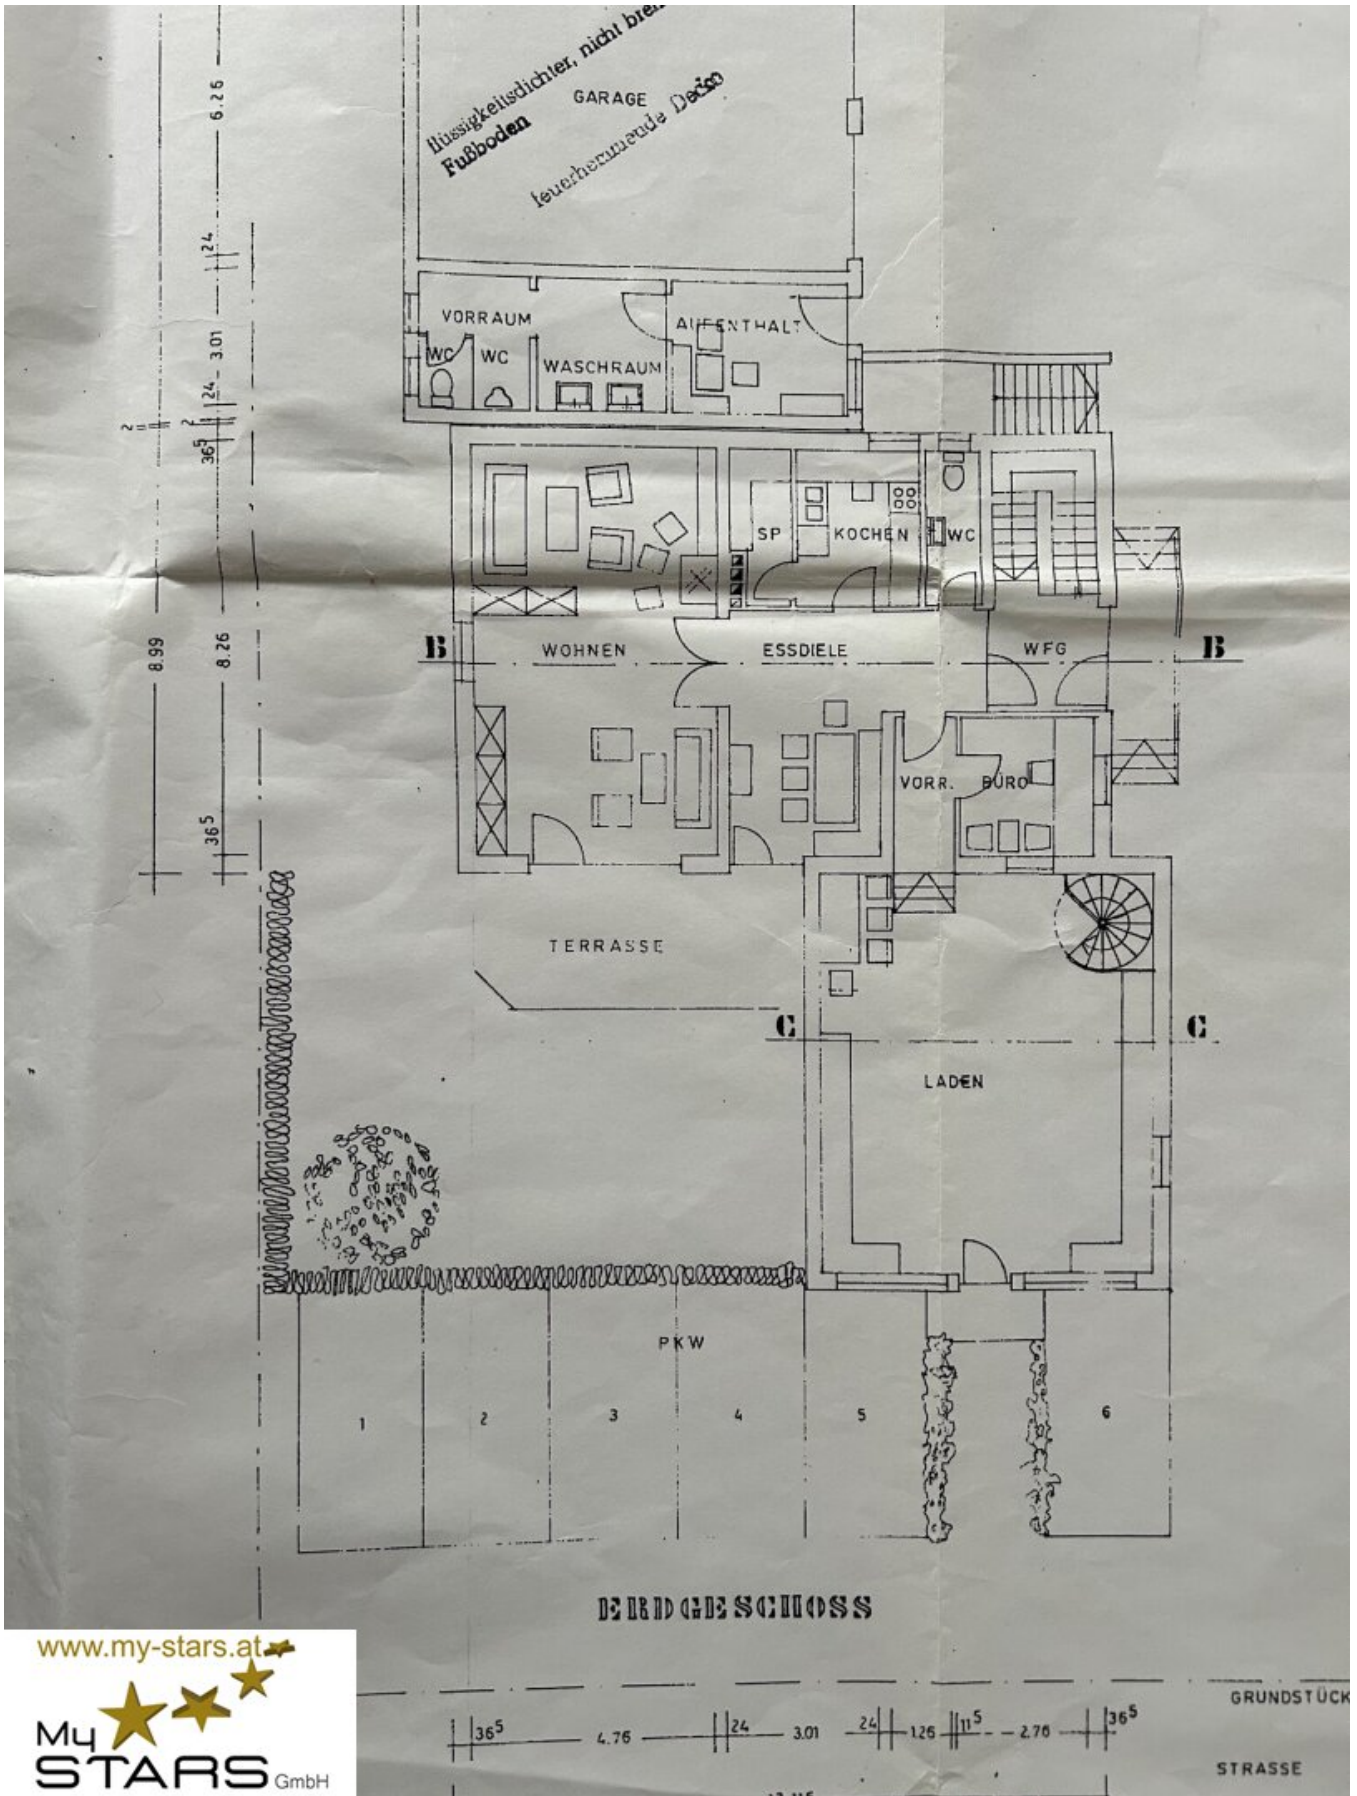 flüssigkeitsdichter, nicht
Fußboden
GARAGE
feuerhemmende
6.26
24
3.01
24
2
2
36⁵
8.99
8.26
36⁵
VORRAUM
AUFENTHALT
WC
WC
WASCHRAUM
SP
KOCHEN
WC
B
WOHNEN
ESSDIELE
WFG
B
VORR.
BÜRO
TERRASSE
C
C
LADEN
PKW
1
2
3
4
5
6
ERDGESCHOSS
www.my-stars.at
My
STARS GmbH
GRUNDSTÜCK
36⁵
4.76
24
3.01
24
1.26
11⁵
2.76
36⁵
STRASSE